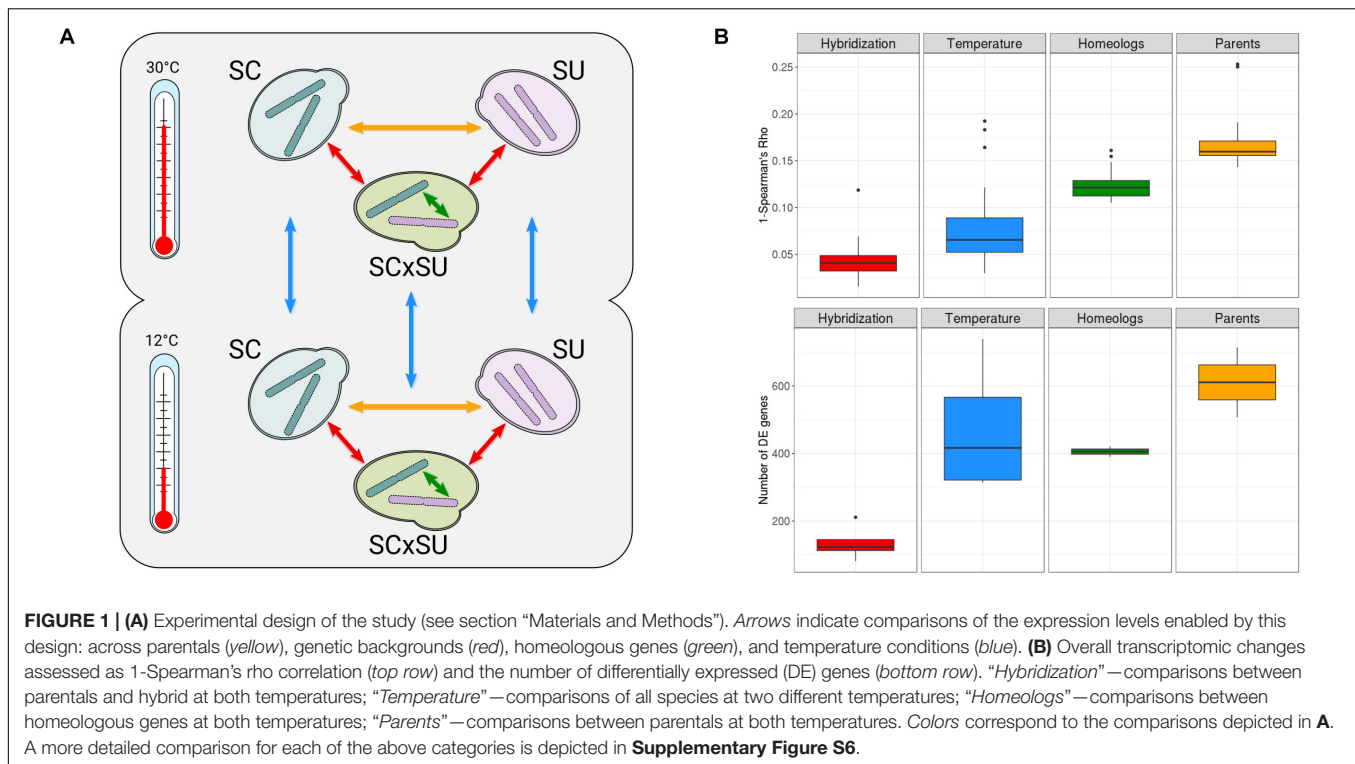 A
30°C
SC
SU
SCxSU
12°C
SC
SU
SCxSU
B
Hybridization
Temperature
Homeologs
Parents
1-Spearman's Rho
0.25
0.20
0.15
0.10
0.05
Hybridization
Temperature
Homeologs
Parents
Number of DE genes
600
400
200
FIGURE 1 | (A) Experimental design of the study (see section “Materials and Methods”). Arrows indicate comparisons of the expression levels enabled by this
design: across parentals (yellow), genetic backgrounds (red), homeologous genes (green), and temperature conditions (blue). (B) Overall transcriptomic changes
assessed as 1-Spearman's rho correlation (top row) and the number of differentially expressed (DE) genes (bottom row). “Hybridization”—comparisons between
parentals and hybrid at both temperatures; “Temperature”—comparisons of all species at two different temperatures; “Homeologs”—comparisons between
homeologous genes at both temperatures; “Parents”—comparisons between parentals at both temperatures. Colors correspond to the comparisons depicted in A.
A more detailed comparison for each of the above categories is depicted in Supplementary Figure S6.